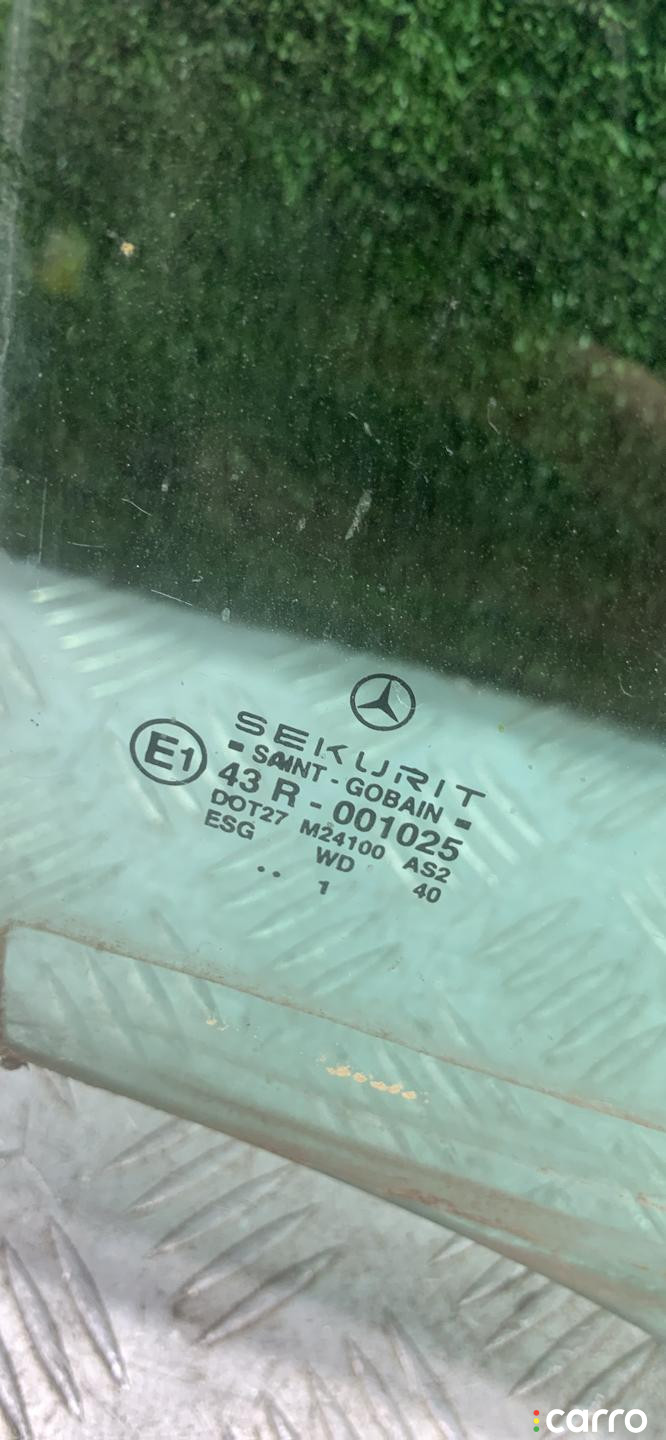 SEKURIT
- SAINT - GOBAIN -
E1
43 R - 001025
DOT27 M24100 AS2
ESG WD 40
.. 1
carro